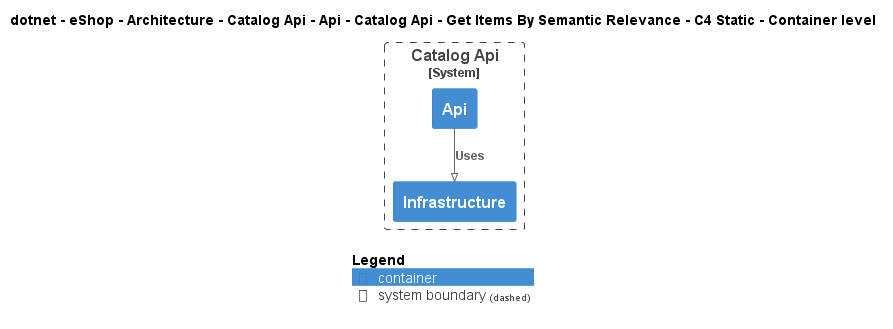 dotnet - eShop - Architecture - Catalog Api - Api - Catalog Api - Get Items By Semantic Relevance - C4 Static - Container level
Catalog Api
[System]
Api
Uses
Infrastructure
Legend
container
system boundary (dashed)